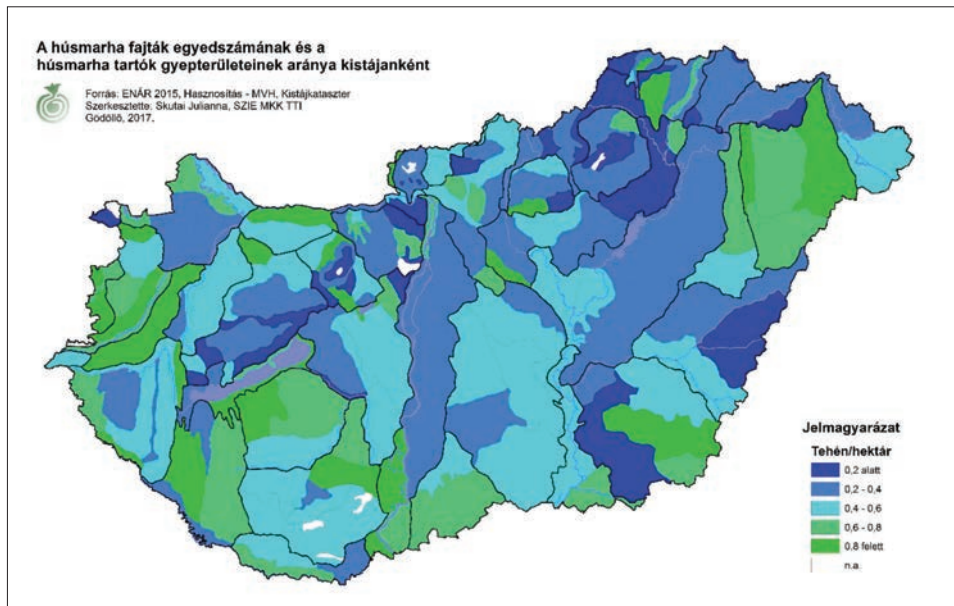 A húsmarha fajták egyedszámának és a
húsmarha tartók gyepterületeinek aránya kistájanként
Forrás: ENÁR 2015, Hasznosítás - MVH, Kistájkataszter
Szerkesztette: Skutai Julianna, SZIE MKK TTI
Gödöllő, 2017.
Jelmagyarázat
Tehén/hektár
0,2 alatt
0,2 - 0,4
0,4 - 0,6
0,6 - 0,8
0,8 felett
n.a.